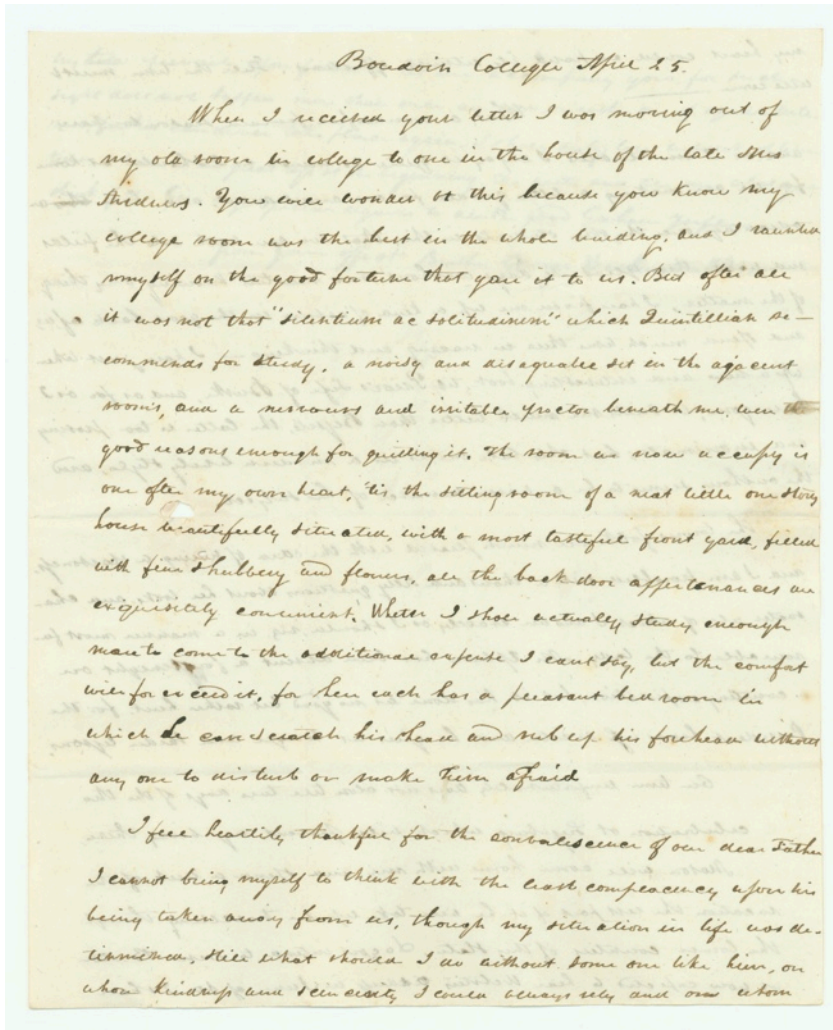 Bowdoin College April 25.
When I received your letter I was moving out of
my old room in college to one in the house of the late Mrs
Andrews. You will wonder at this because you know my
college room was the best in the whole building, and I
myself on the good fortune that gave it to us. But after all
it was not that "silentium ac solitudinem" which Quintillian re-
commends for study. a noisy and disagreable set in the ajacent
rooms, and a nervours and irritable proctor beneath me were
good reasons enough for quitting it. The room we now occupy is
one after my own heart, 'tis the sitting room of a neat little one story
house beautifully situated, with a most tasteful front yard, filled
with fine shubbery and flowers, all the back door appertenances are
exquisitely convenient. I shall actually study enough
more to come to the additional expense I cant say, but the comfort
will far exceed it, for here each has a pleasant bed room in
which he can scratch his head and rub up his forehead without
any one to disturb or make him afraid
I feel heartily thankful for the convalescence of our dear Father
I cannot bring myself to think with the least complacency upon his
being taken away from us, though my situation in life was de-
termined, still what should I do without some one like him, on
whose kindness and sincerity I could always rely and on whom